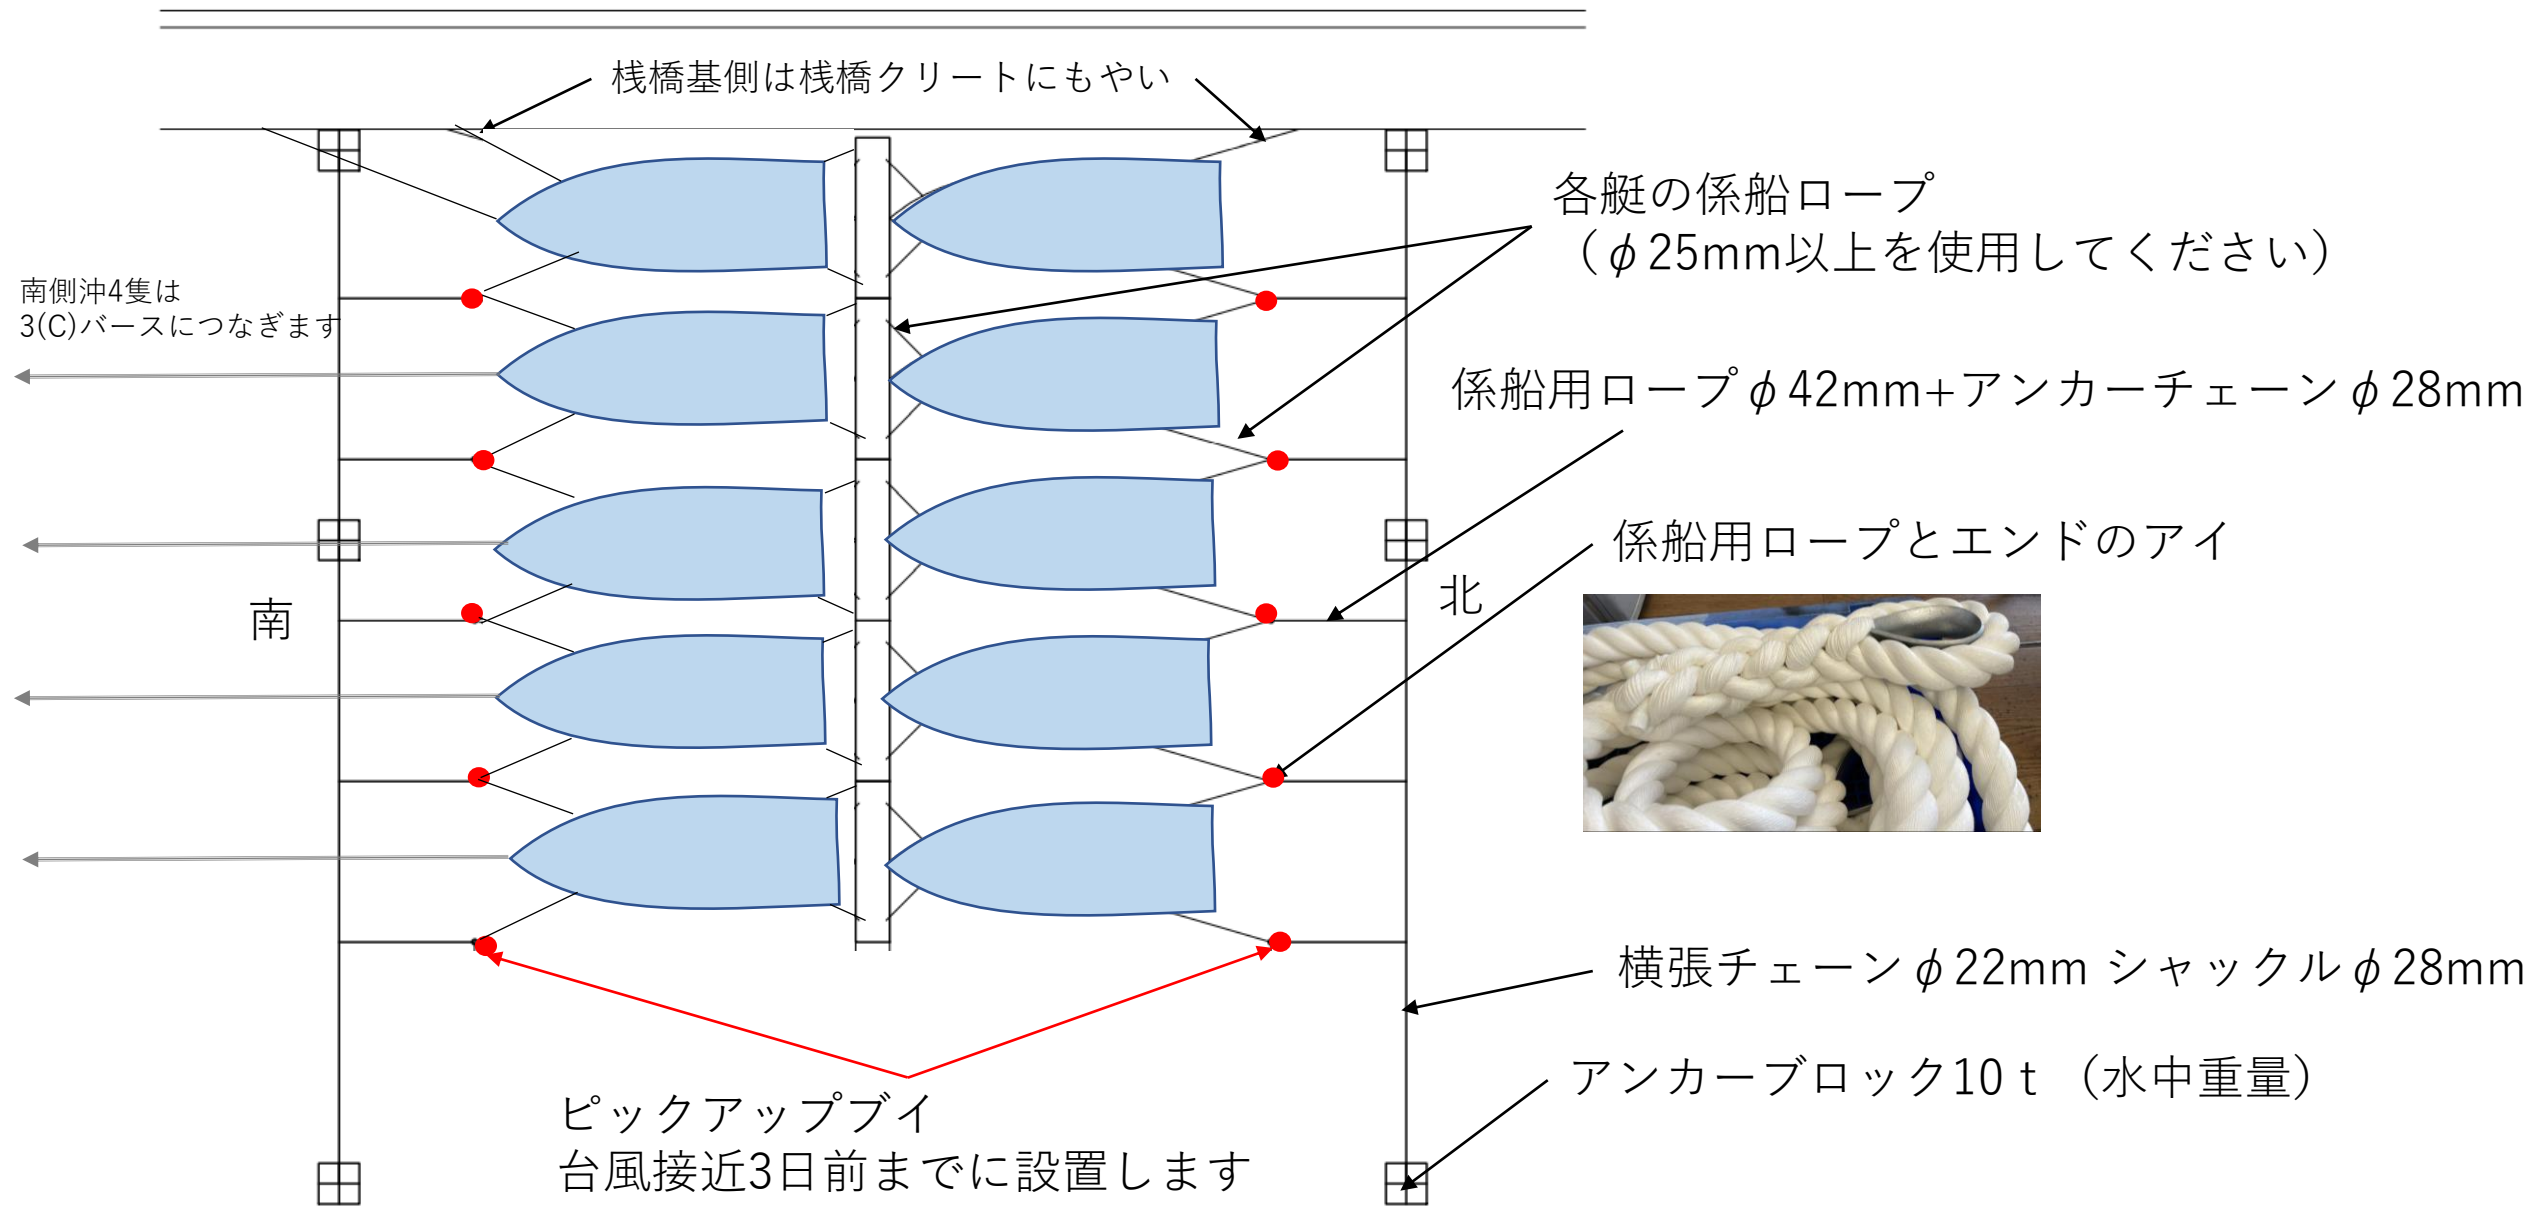 桟橋基側は桟橋クリートにもやい
各艇の係船ロープ
（φ25mm以上を使用してください）
南側沖4隻は
3(C)バースにつなぎます
係船用ロープφ42mm+アンカーチェーンφ28mm
係船用ロープとエンドのアイ
南
北
横張チェーンφ22mm シャックルφ28mm
アンカーブロック10ｔ（水中重量）
ピックアップブイ
台風接近3日前までに設置します